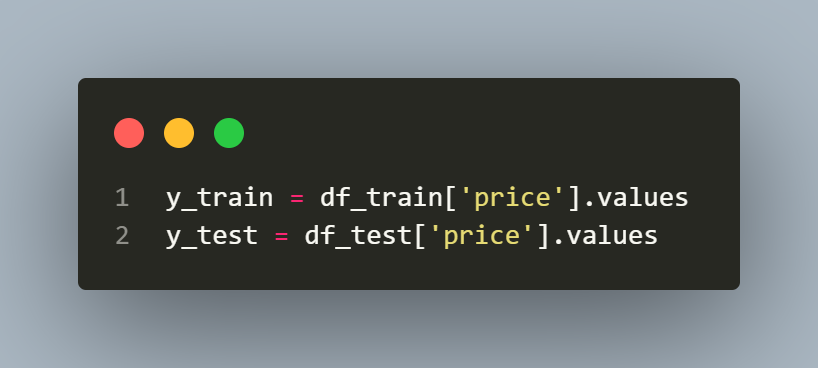 1 y_train = df_train['price'].values
2 y_test = df_test['price'].values